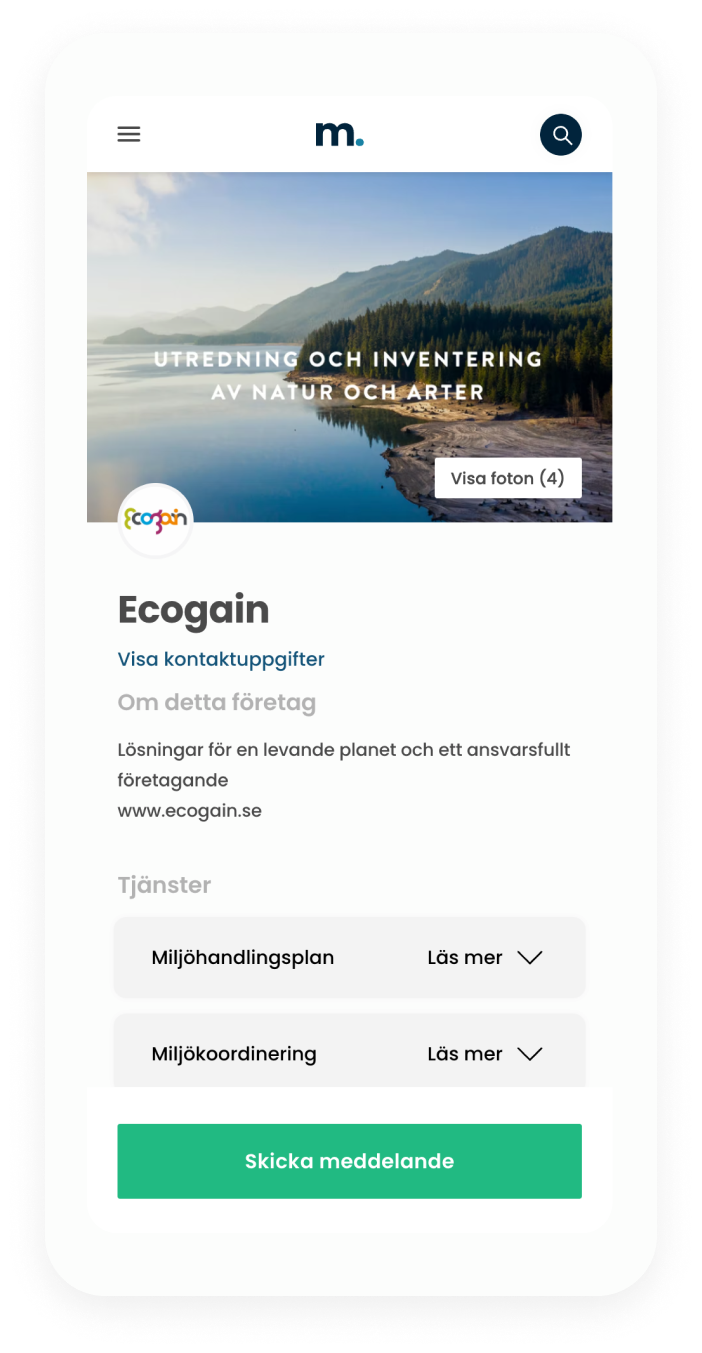 m.
UTREDNING OCH INVENTERING
AV NATUR OCH ARTER
Visa foton (4)
ecogain
Ecogain
Visa kontaktuppgifter
Om detta företag
Lösningar för en levande planet och ett ansvarsfullt
företagande
www.ecogain.se
Tjänster
Miljöhandlingsplan Läs mer
Miljökoordinering Läs mer
Skicka meddelande